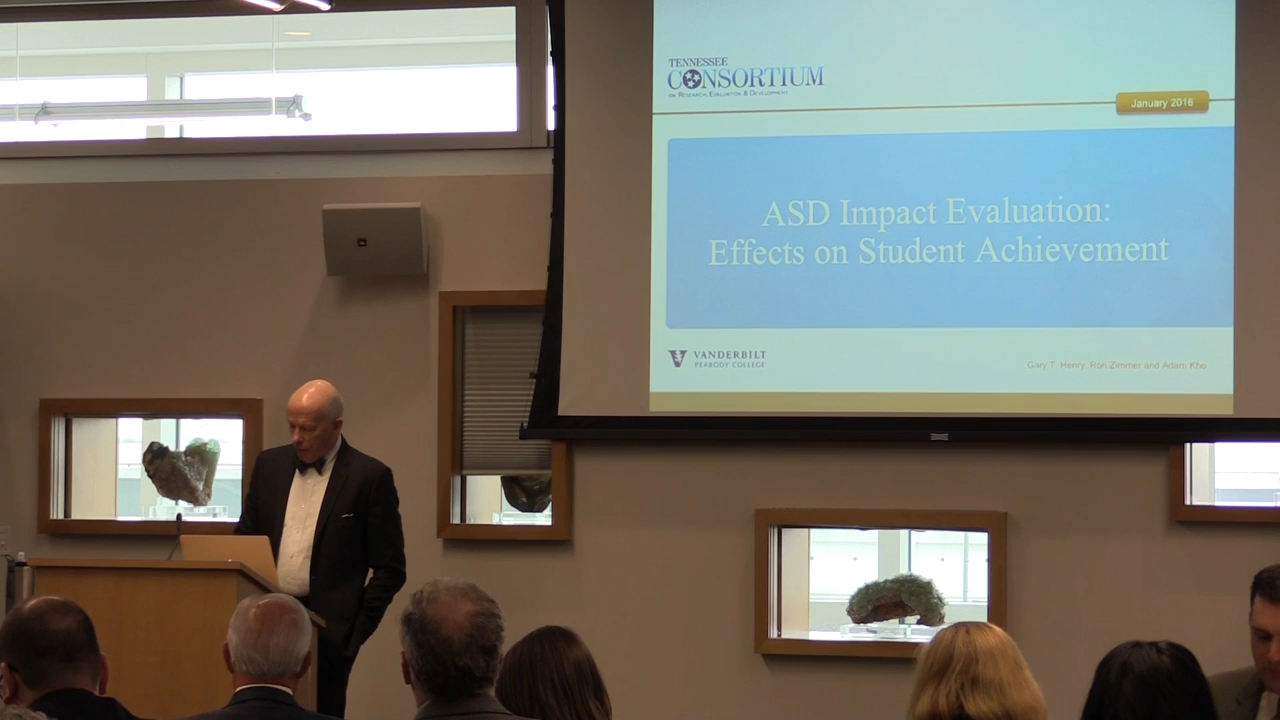 TENNESSEE
CONSORTIUM
ON RESEARCH, EVALUATION & DEVELOPMENT
January 2016
ASD Impact Evaluation:
Effects on Student Achievement
VANDERBILT
PEABODY COLLEGE
Gary T. Henry, Ron Zimmer and Adam Kho